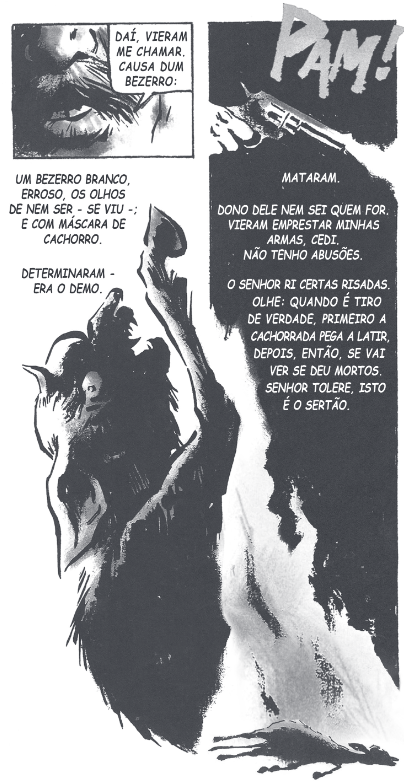 DAÍ, VIERAM
ME CHAMAR.
CAUSA DUM
BEZERRO:
UM BEZERRO BRANCO,
ERROSO, OS OLHOS
DE NEM SER - SE VIU -;
E COM MÁSCARA DE
CACHORRO.
DETERMINARAM -
ERA O DEMO.
PAM!
MATARAM.
DONO DELE NEM SEI QUEM FOR.
VIERAM EMPRESTAR MINHAS
ARMAS, CEDI.
NÃO TENHO ABUSÕES.
O SENHOR RI CERTAS RISADAS.
OLHE: QUANDO É TIRO
DE VERDADE, PRIMEIRO A
CACHORRADA PEGA A LATIR,
DEPOIS, ENTÃO, SE VAI
VER SE DEU MORTOS.
SENHOR TOLERE, ISTO
É O SERTÃO.